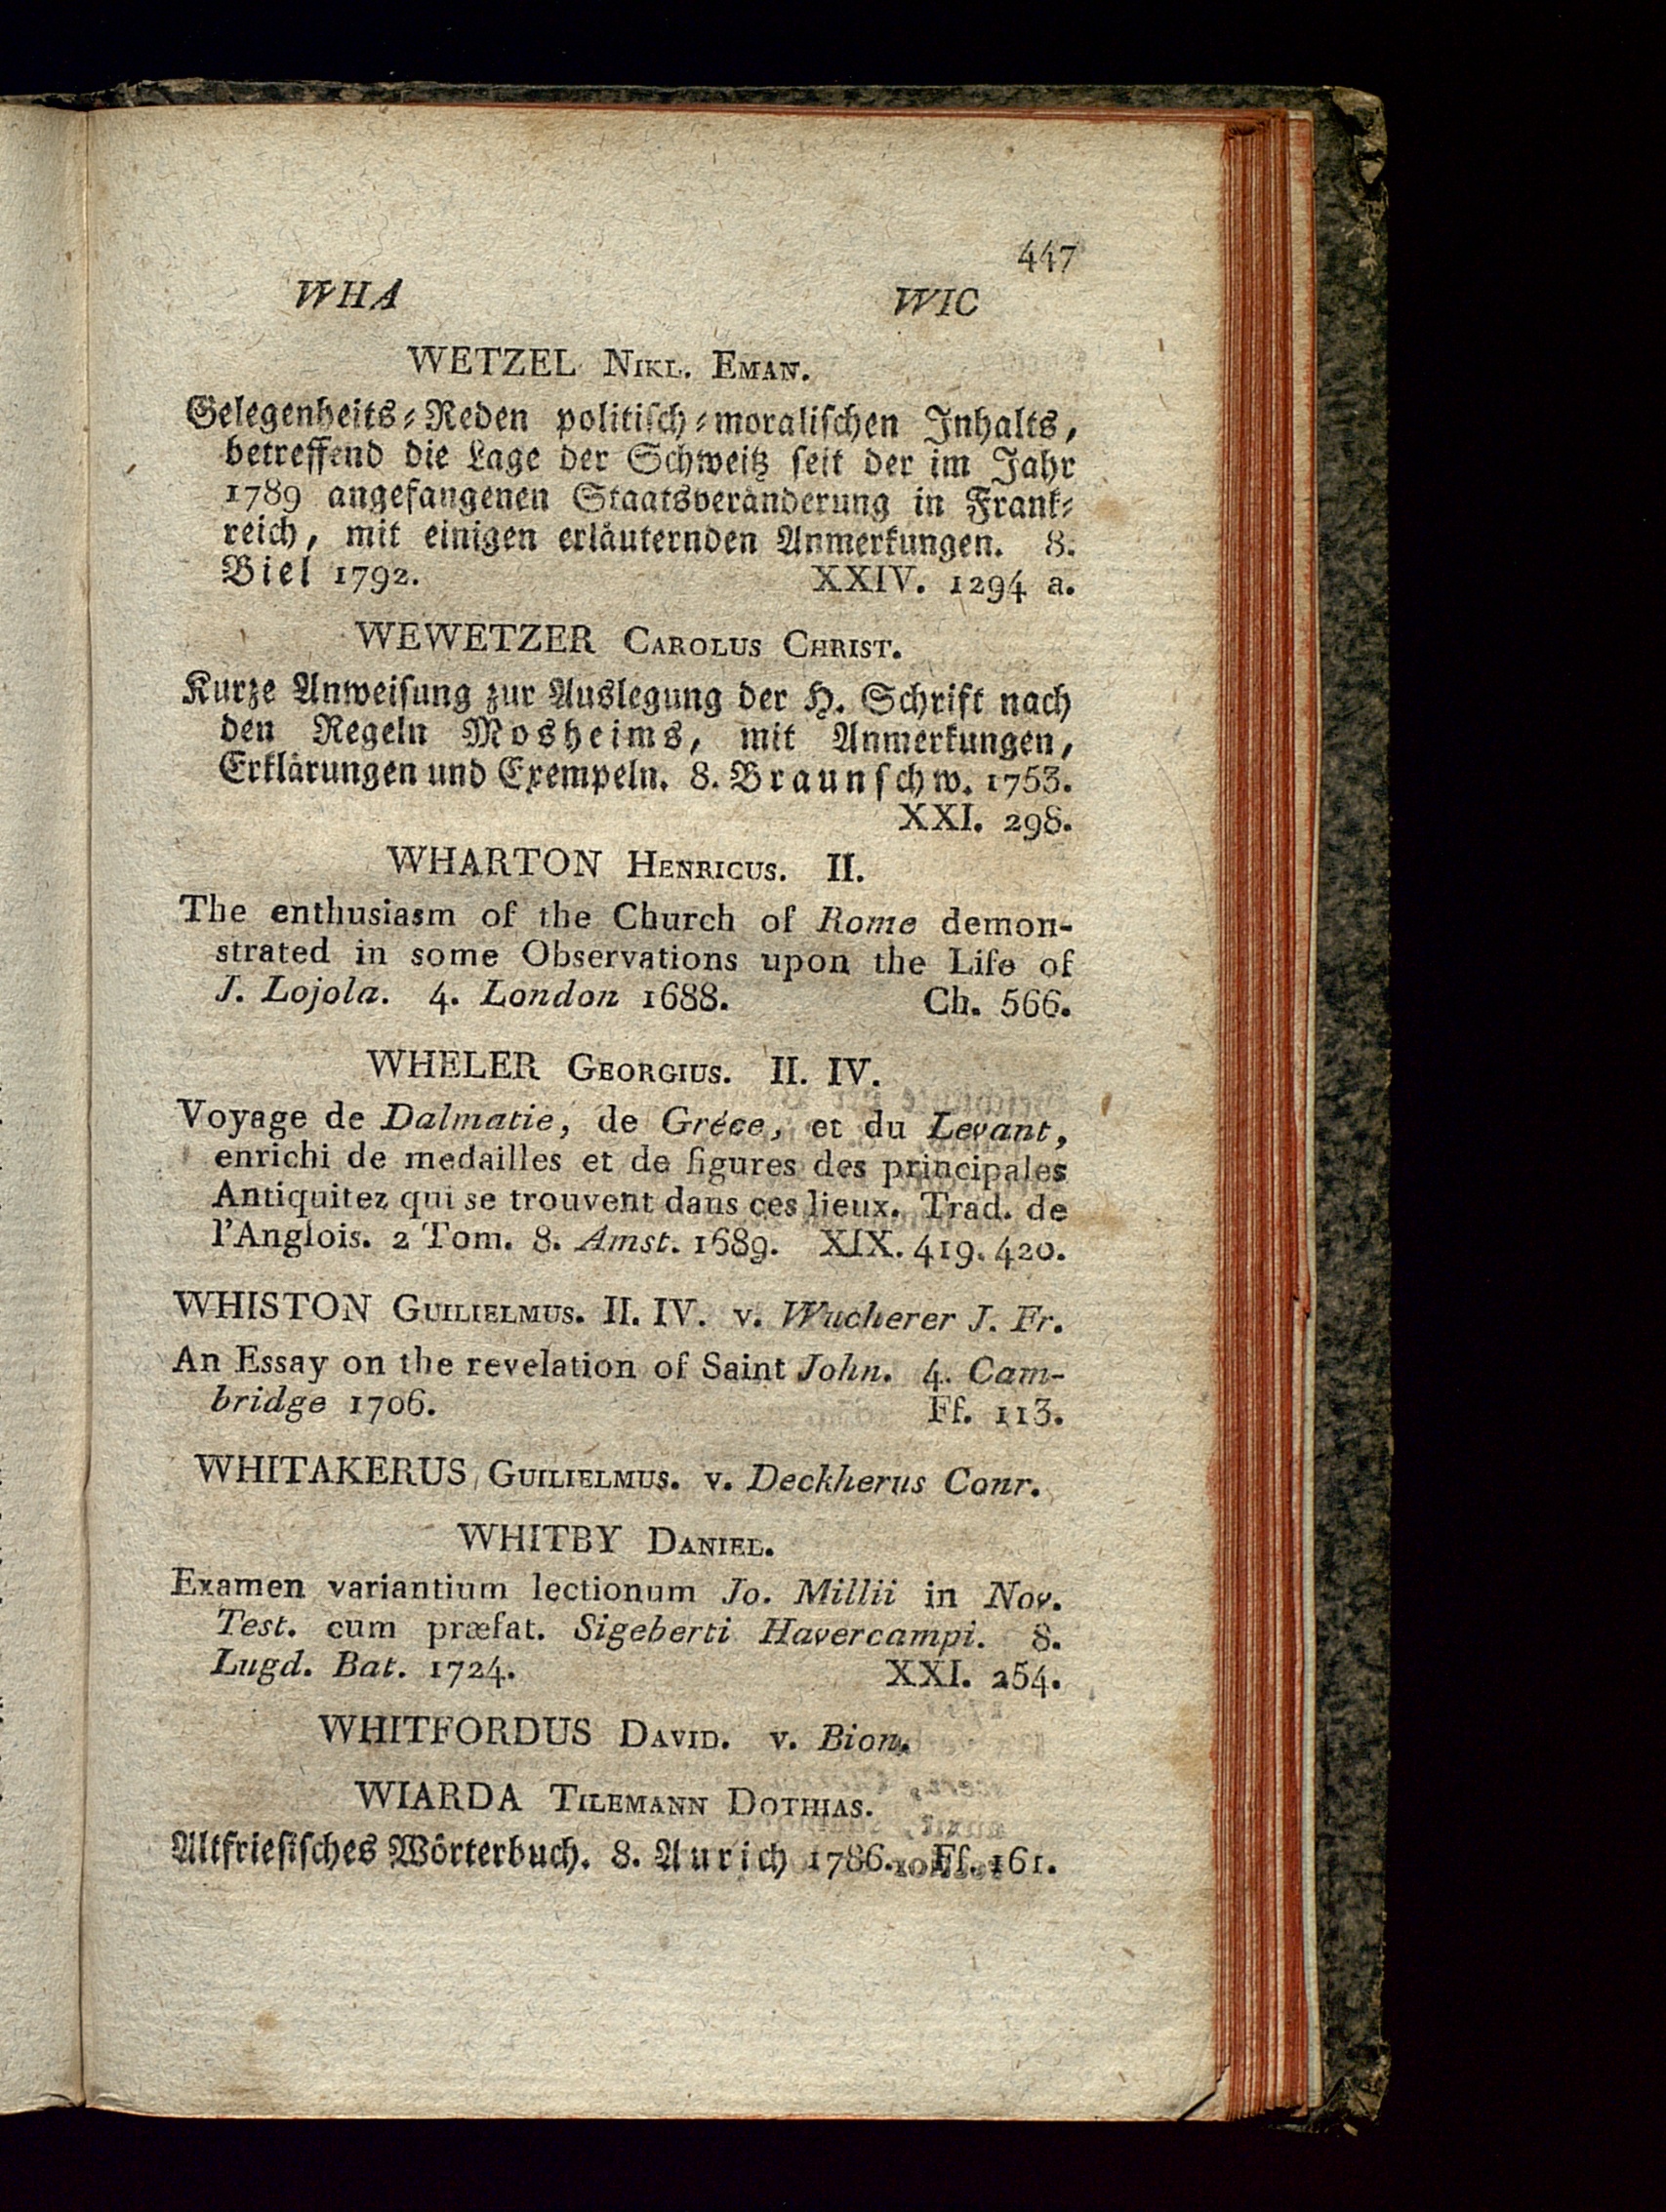 447
WHA WIC
WETZEL NIKL. EMAN.
Gelegenheits-Reden politisch-moralischen Inhalts,
betreffend die Lage der Schweitz seit der im Jahr
1789 angefangenen Staatsveränderung in Frank-
reich, mit einigen erläuternden Anmerkungen. 8.
Biel 1792. XXIV. 1294 a.
WEWETZER CAROLUS CHRIST.
Kurze Anweisung zur Auslegung der H. Schrift nach
den Regeln Mosheims, mit Anmerkungen,
Erklärungen und Exempeln. 8. Braunschw. 1753.
XXI. 298.
WHARTON HENRICUS. II.
The enthusiasm of the Church of Rome demon-
strated in some Observations upon the Life of
J. Lojola. 4. London 1688. Ch. 566.
WHELER GEORGIUS. II. IV.
Voyage de Dalmatie, de Gréce, et du Levant,
enrichi de medailles et de figures des principales
Antiquitez qui se trouvent dans ces lieux. Trad. de
l'Anglois. 2 Tom. 8. Amst. 1689. XIX. 419. 420.
WHISTON GUILIELMUS. II. IV. v. Wucherer J. Fr.
An Essay on the revelation of Saint John. 4. Cam-
bridge 1706. Ff. 113.
WHITAKERUS GUILIELMUS. v. Deckherus Conr.
WHITBY DANIEL.
Examen variantium lectionum Jo. Millii in Nov.
Test. cum præfat. Sigeberti Havercampi. 8.
Lugd. Bat. 1724. XXI. 254.
WHITFORDUS DAVID. v. Bion.
WIARDA TILEMANN DOTHIAS.
Altfriesisches Wörterbuch. 8. Aurich 1786. Ff. 161.